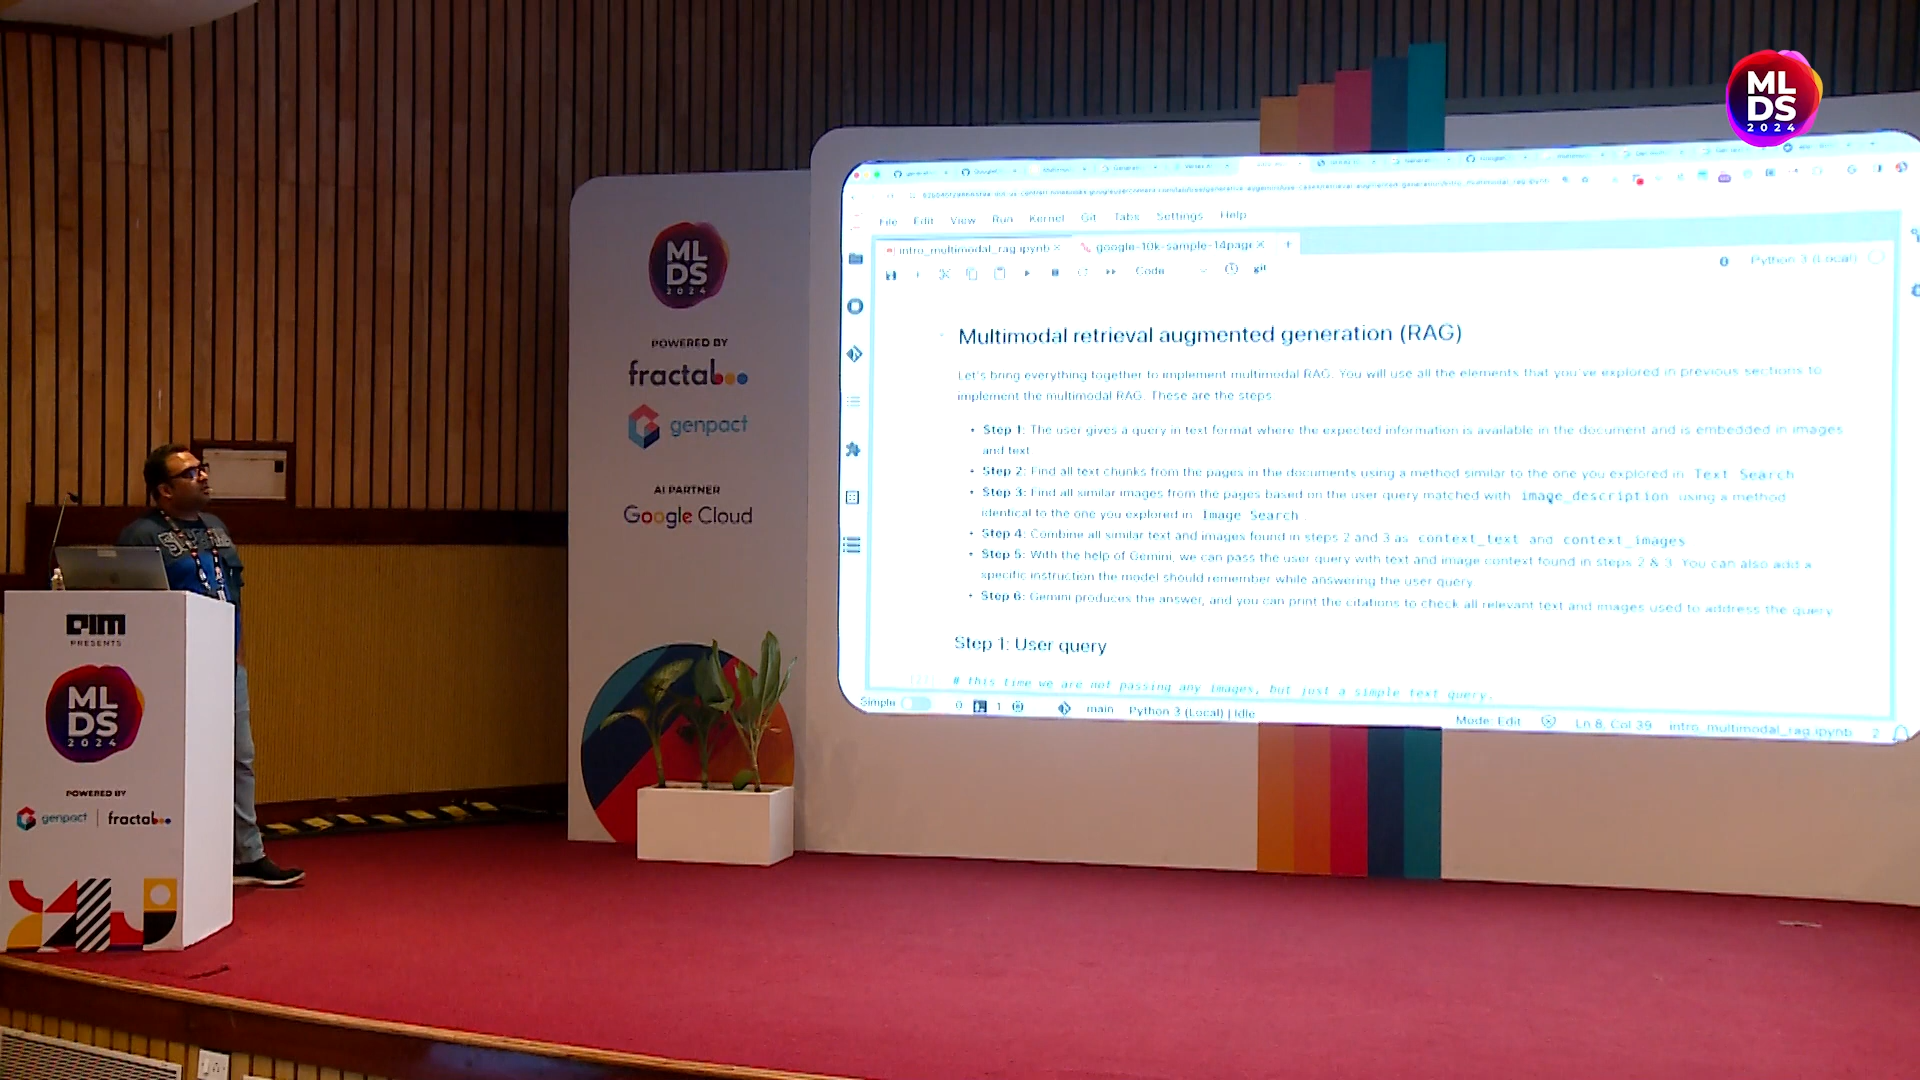 ML
DS
2024
ML
DS
2024
POWERED BY
fractal
genpact
AI PARTNER
Google Cloud
AIM
PRESENTS
ML
DS
2024
POWERED BY
genpact | fractal
File Edit View Run Kernel Git Tabs Settings Help
intro_multimodal_rag.ipynb × google-10k-sample-14page × +
Code git Python 3 (Local)
Multimodal retrieval augmented generation (RAG)
Let's bring everything together to implement multimodal RAG. You will use all the elements that you've explored in previous sections to
implement the multimodal RAG. These are the steps:
• Step 1: The user gives a query in text format where the expected information is available in the document and is embedded in images
and text
• Step 2: Find all text chunks from the pages in the documents using a method similar to the one you explored in Text Search
• Step 3: Find all similar images from the pages based on the user query matched with image_description using a method
identical to the one you explored in Image Search.
• Step 4: Combine all similar text and images found in steps 2 and 3 as context_text and context_images
• Step 5: With the help of Gemini, we can pass the user query with text and image context found in steps 2 & 3. You can also add a
specific instruction the model should remember while answering the user query
• Step 6: Gemini produces the answer, and you can print the citations to check all relevant text and images used to address the query
Step 1: User query
# this time we are not passing any images, but just a simple text query.
Simple 0 1 main Python 3 (Local) | Idle Mode: Edit Ln 8, Col 39 intro_multimodal_rag.ipynb 2